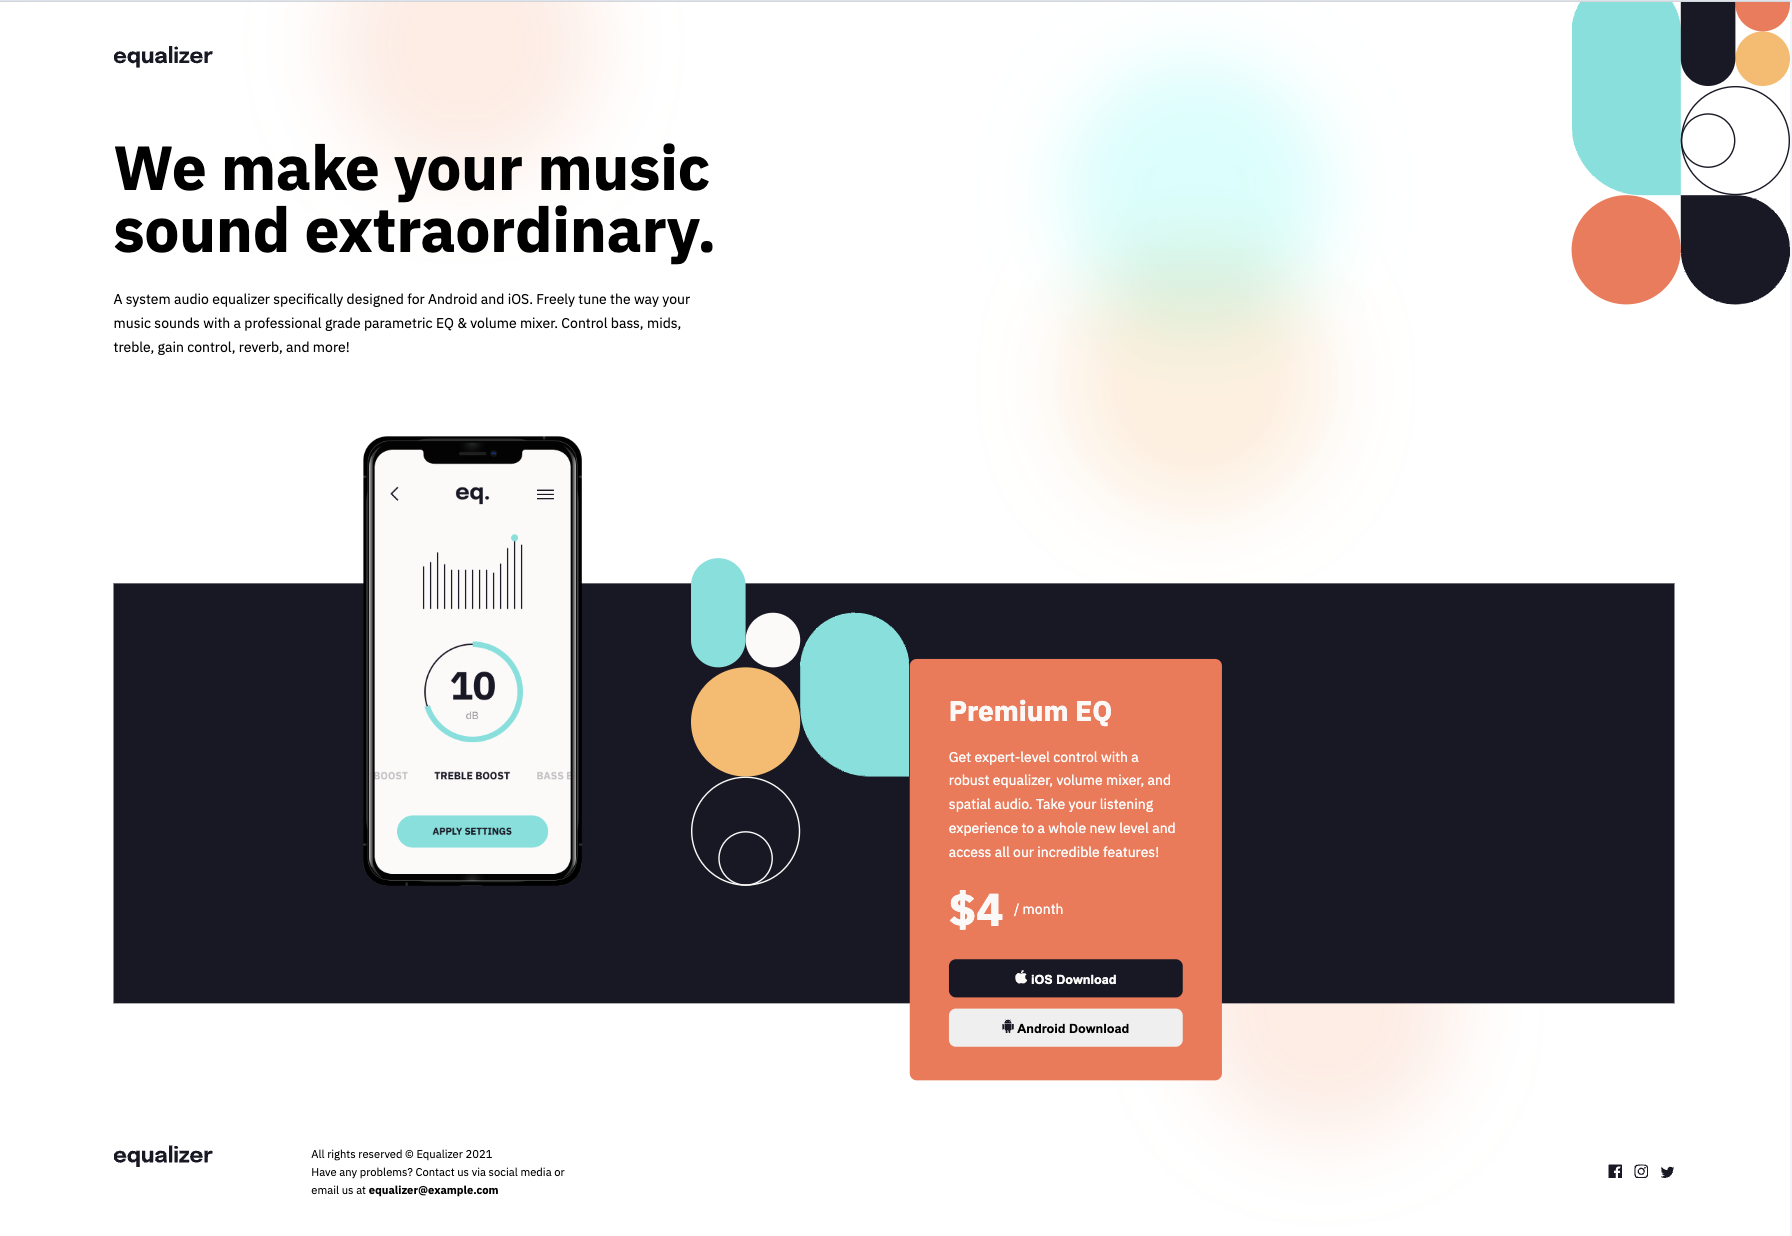 equalizer
We make your music
sound extraordinary.
A system audio equalizer specifically designed for Android and iOS. Freely tune the way your
music sounds with a professional grade parametric EQ & volume mixer. Control bass, mids,
treble, gain control, reverb, and more!
eq.
10
dB
BOOST TREBLE BOOST BASS B
APPLY SETTINGS
Premium EQ
Get expert-level control with a
robust equalizer, volume mixer, and
spatial audio. Take your listening
experience to a whole new level and
access all our incredible features!
$4 / month
iOS Download
Android Download
equalizer
All rights reserved © Equalizer 2021
Have any problems? Contact us via social media or
email us at equalizer@example.com